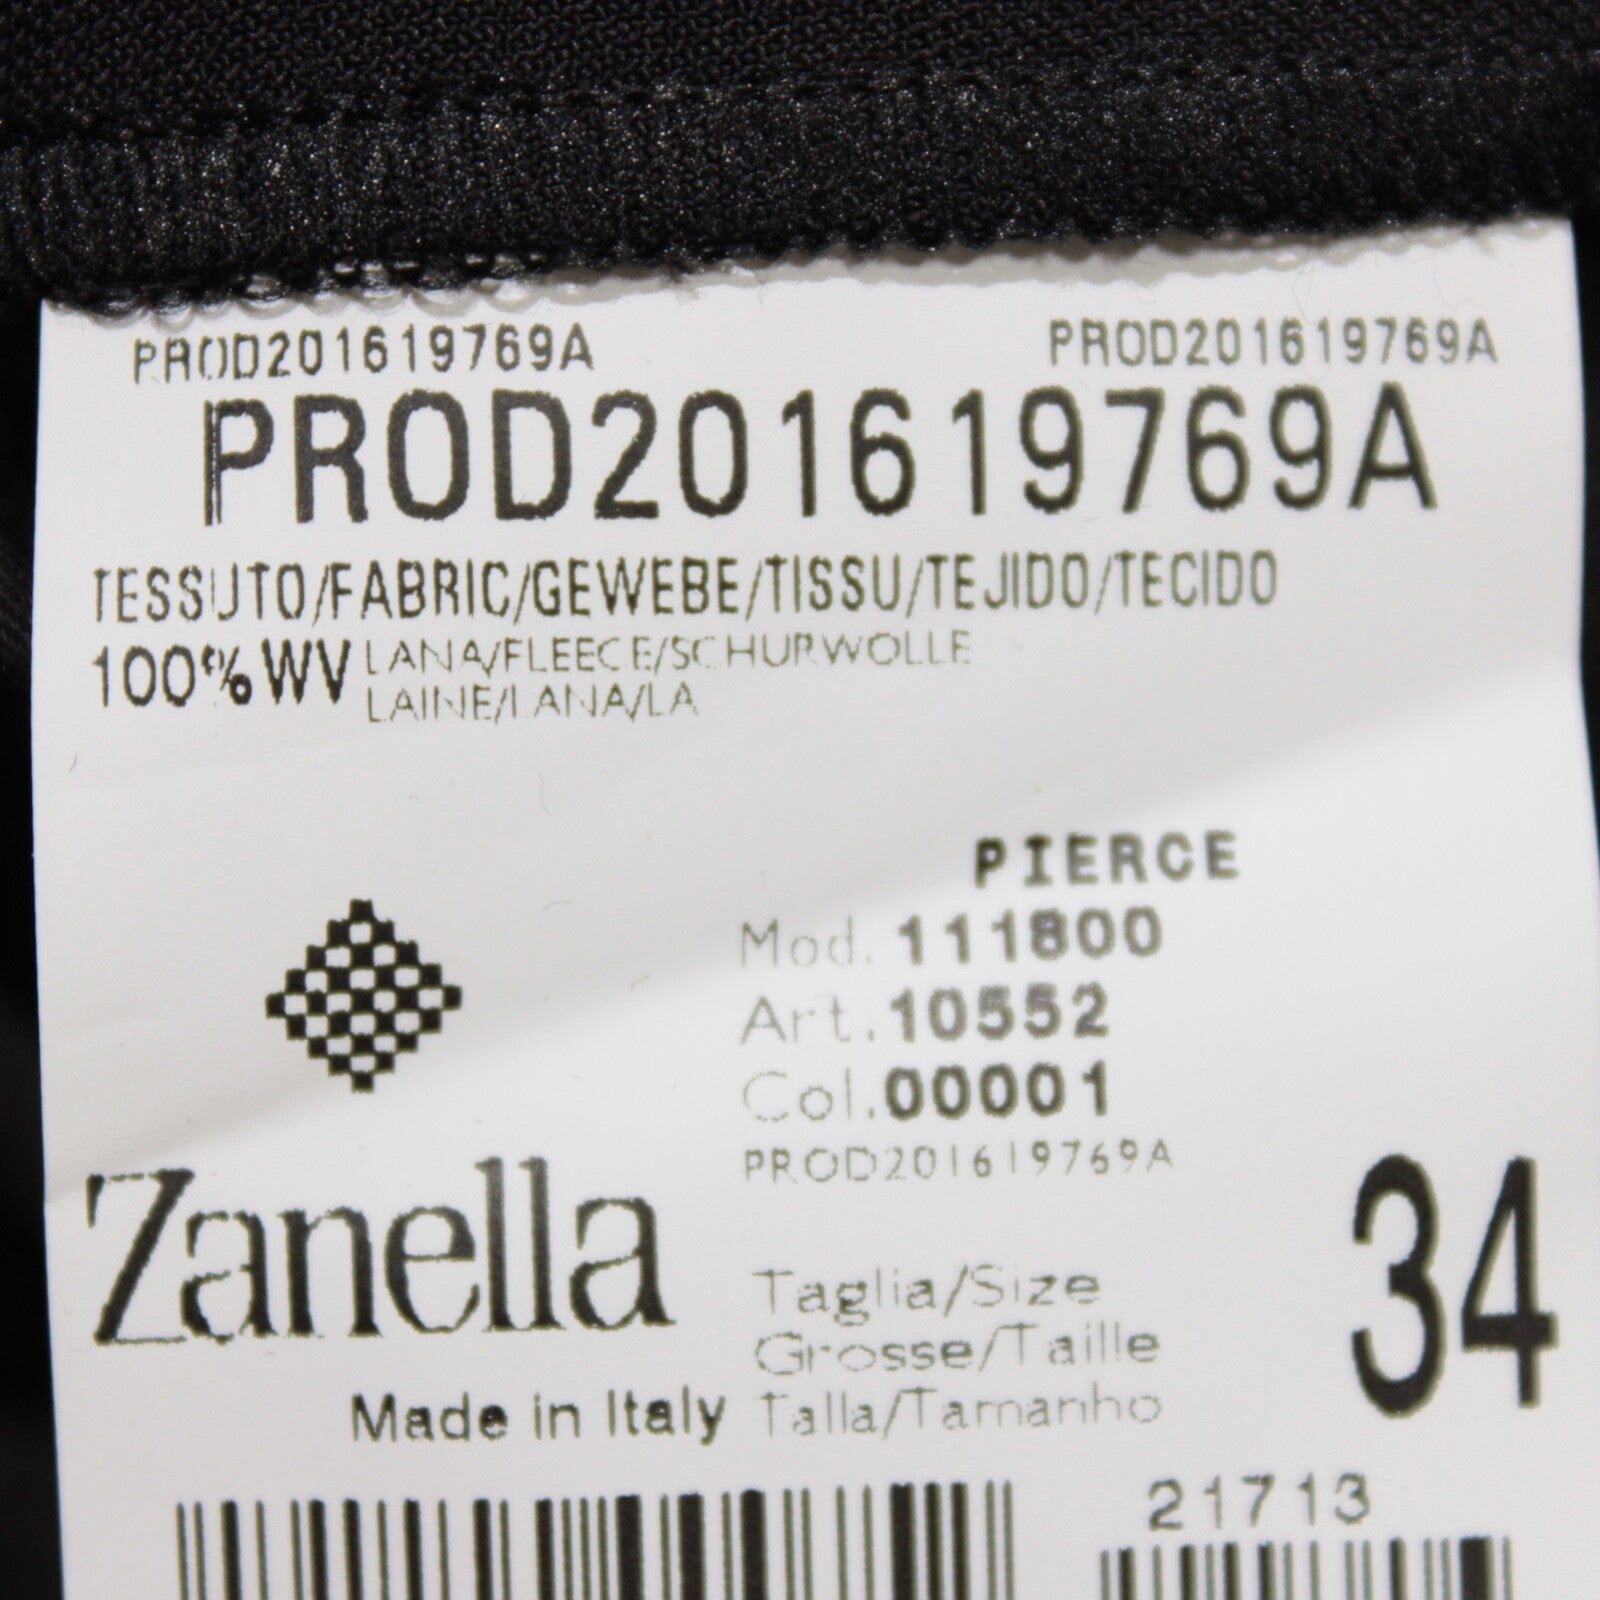 PROD201619769A PROD201619769A
PROD201619769A
TESSUTO/FABRIC/GEWEBE/TISSU/TEJIDO/TECIDO
100% WV LANA/FLEECE/SCHURWOLLE
LAINE/LANA/LA
PIERCE
Mod. 111800
Art. 10552
Col. 00001
PROD201619769A
Zanella
Made in Italy
Taglia/Size
Grosse/Taille
Talla/Tamanho
34
21713